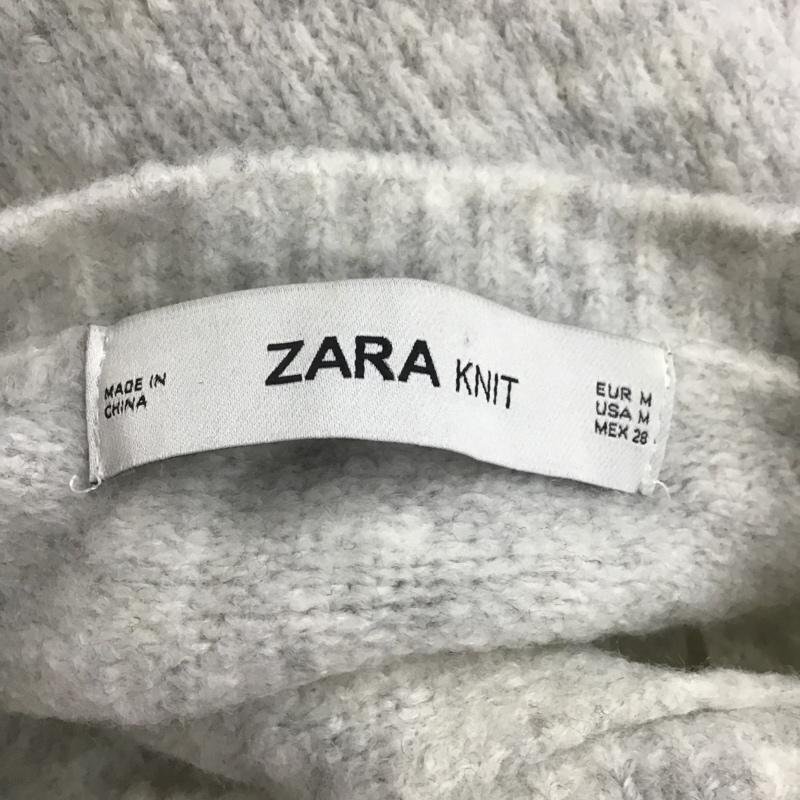 MADE IN
CHINA
ZARA KNIT
EUR M
USA M
MEX 28